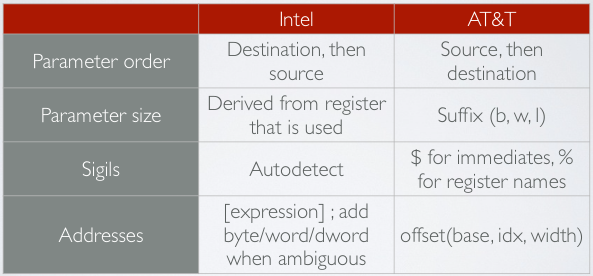 Intel AT&T
Parameter order Destination, then source Source, then destination
Parameter size Derived from register that is used Suffix (b, w, l)
Sigils Autodetect $ for immediates, % for register names
Addresses [expression] ; add byte/word/dword when ambiguous offset(base, idx, width)